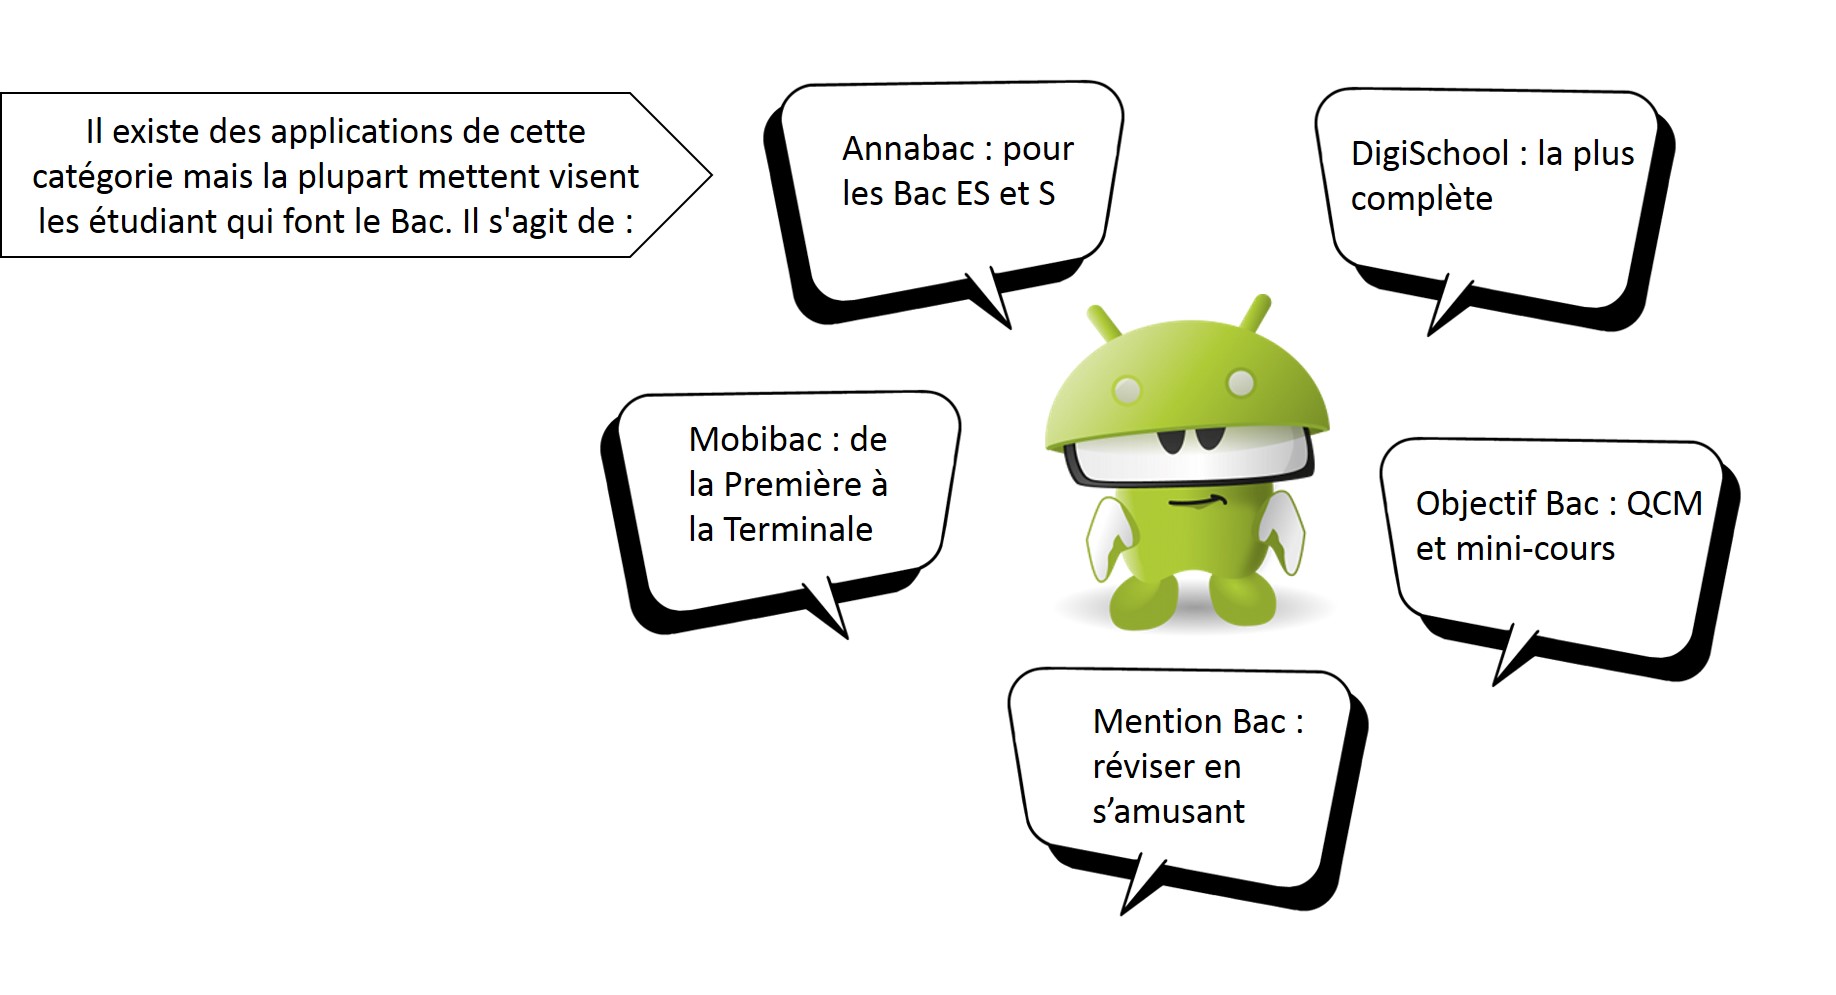 Il existe des applications de cette
catégorie mais la plupart mettent visent
les étudiant qui font le Bac. Il s'agit de :
Annabac : pour
les Bac ES et S
DigiSchool : la plus
complète
Mobibac : de
la Première à
la Terminale
Objectif Bac : QCM
et mini-cours
Mention Bac :
réviser en
s’amusant